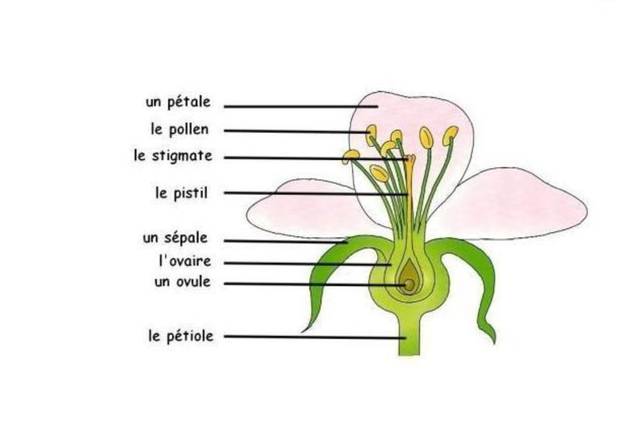 un pétale
le pollen
le stigmate
le pistil
un sépale
l'ovaire
un ovule
le pétiole